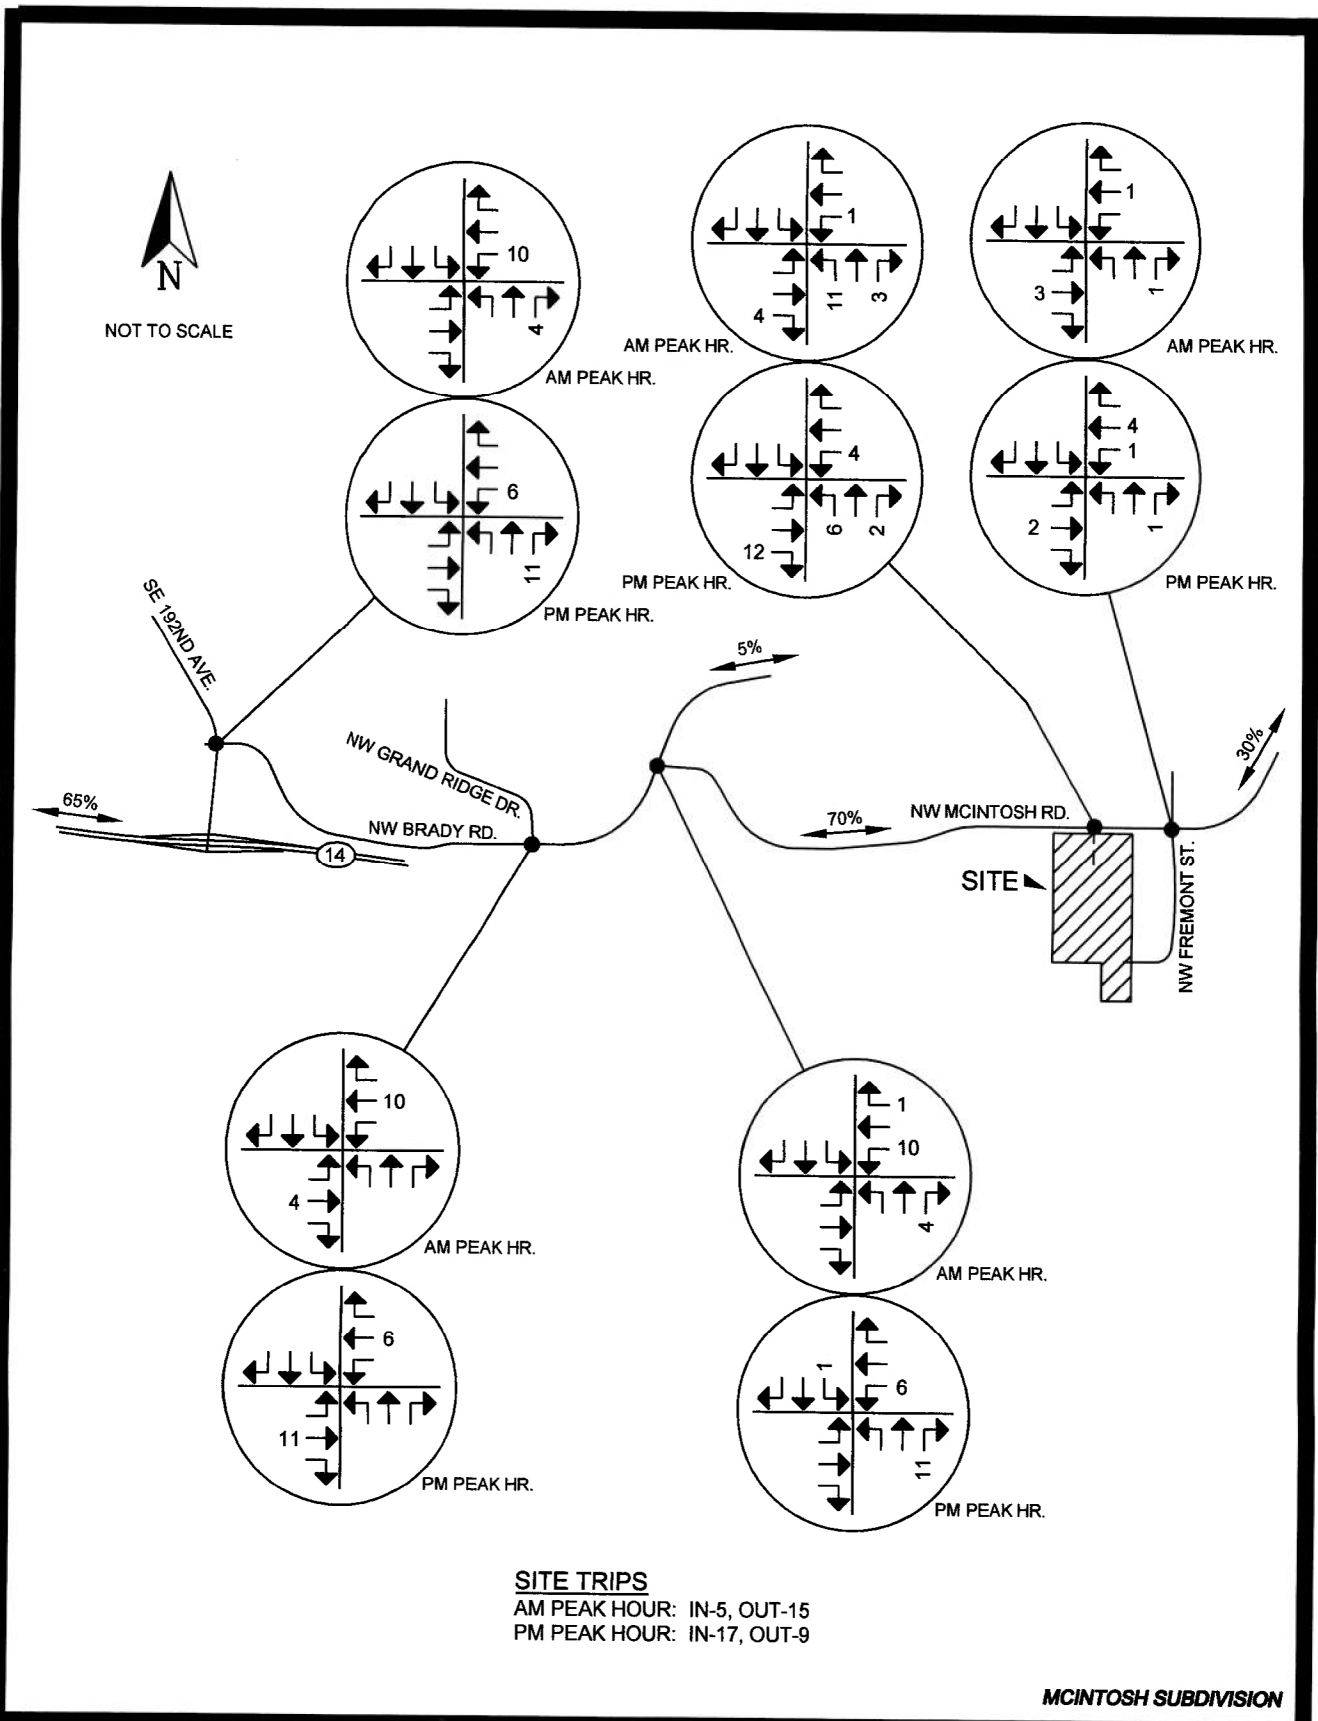 N
NOT TO SCALE
10
4
AM PEAK HR.
6
11
PM PEAK HR.
1
4
11
3
AM PEAK HR.
4
12
6
2
PM PEAK HR.
1
3
1
AM PEAK HR.
4
1
2
1
PM PEAK HR.
SE 192ND AVE.
NW GRAND RIDGE DR.
5%
30%
65%
NW BRADY RD.
14
70%
NW MCINTOSH RD.
SITE
NW FREMONT ST.
10
4
AM PEAK HR.
6
11
PM PEAK HR.
1
10
4
AM PEAK HR.
1
6
11
PM PEAK HR.
SITE TRIPS
AM PEAK HOUR: IN-5, OUT-15
PM PEAK HOUR: IN-17, OUT-9
MCINTOSH SUBDIVISION